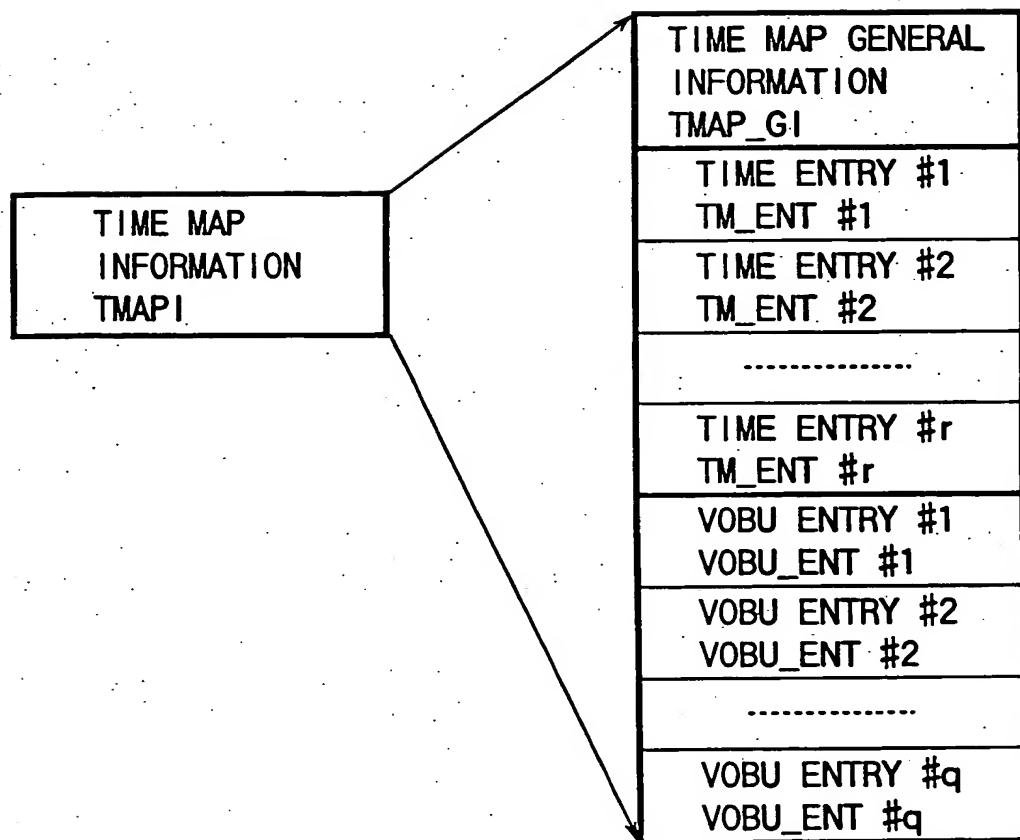 TIME MAP
INFORMATION
TMAPI
TIME MAP GENERAL
INFORMATION
TMAP_GI
TIME ENTRY #1
TM_ENT #1
TIME ENTRY #2
TM_ENT #2
---------------
TIME ENTRY #r
TM_ENT #r
VOBU ENTRY #1
VOBU_ENT #1
VOBU ENTRY #2
VOBU_ENT #2
---------------
VOBU ENTRY #q
VOBU_ENT #q